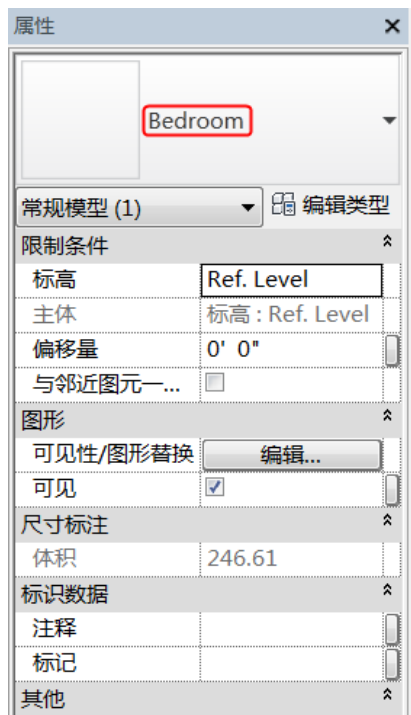 属性
Bedroom
常规模型 (1) 编辑类型
限制条件
标高 Ref. Level
主体 标高 : Ref. Level
偏移量 0' 0"
与邻近图元一...
图形
可见性/图形替换 编辑...
可见
尺寸标注
体积 246.61
标识数据
注释
标记
其他